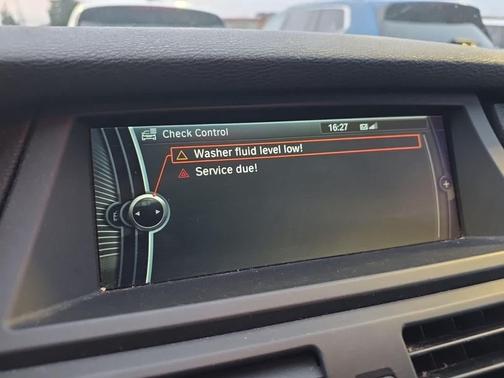 Check Control
16:27
Washer fluid level low!
Service due!